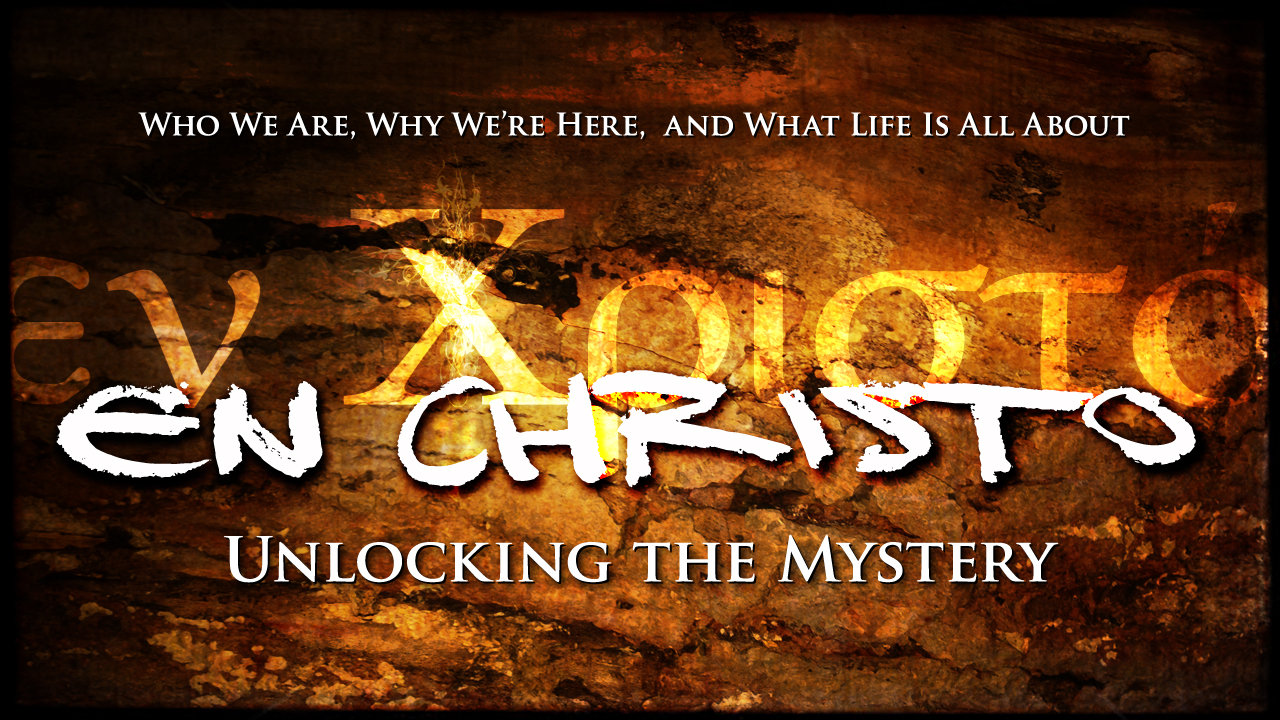 Who We Are, Why We're Here, and What Life Is All About
εν Χριστό
EN CHRISTO
Unlocking the Mystery